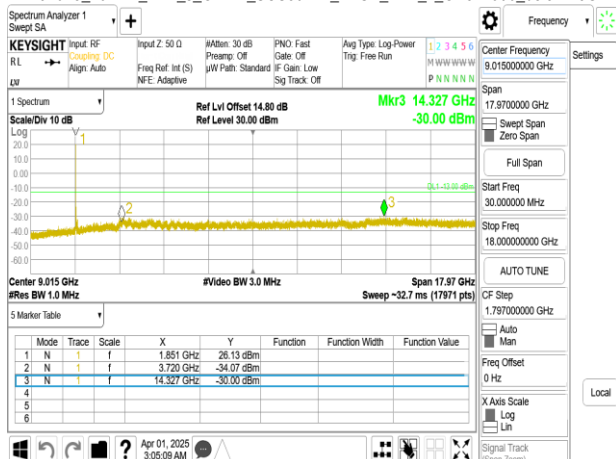 Spectrum Analyzer 1
Swept SA
Frequency
KEYSIGHT
RL
Input: RF
Coupling: DC
Align: Auto
Input Z: 50 Ω
Freq Ref: Int (S)
NFE: Adaptive
#Atten: 30 dB
Preamp: Off
µW Path: Standard
PNO: Fast
Gate: Off
IF Gain: Low
Sig Track: Off
Avg Type: Log-Power
Trig: Free Run
1 2 3 4 5 6
M W W W W W
P N N N N N
1 Spectrum
Scale/Div 10 dB
Ref Lvl Offset 14.80 dB
Ref Level 30.00 dBm
Mkr3 14.327 GHz
-30.00 dBm
Log
20.0
10.0
0.00
-10.0
-20.0
-30.0
-40.0
-50.0
-60.0
1
2
3
DL1 -13.00 dBm
Center 9.015 GHz
#Video BW 3.0 MHz
Span 17.97 GHz
#Res BW 1.0 MHz
Sweep ~32.7 ms (17971 pts)
5 Marker Table
Mode Trace Scale X Y Function Function Width Function Value
1 N 1 f 1.851 GHz 26.13 dBm
2 N 1 f 3.720 GHz -34.07 dBm
3 N 1 f 14.327 GHz -30.00 dBm
4
5
6
Apr 01, 2025
3:05:09 AM
Center Frequency
9.015000000 GHz
Settings
Span
17.9700000 GHz
Swept Span
Zero Span
Full Span
Start Freq
30.000000 MHz
Stop Freq
18.000000000 GHz
AUTO TUNE
CF Step
1.797000000 GHz
Auto
Man
Freq Offset
0 Hz
X Axis Scale
Log
Lin
Local
Signal Track